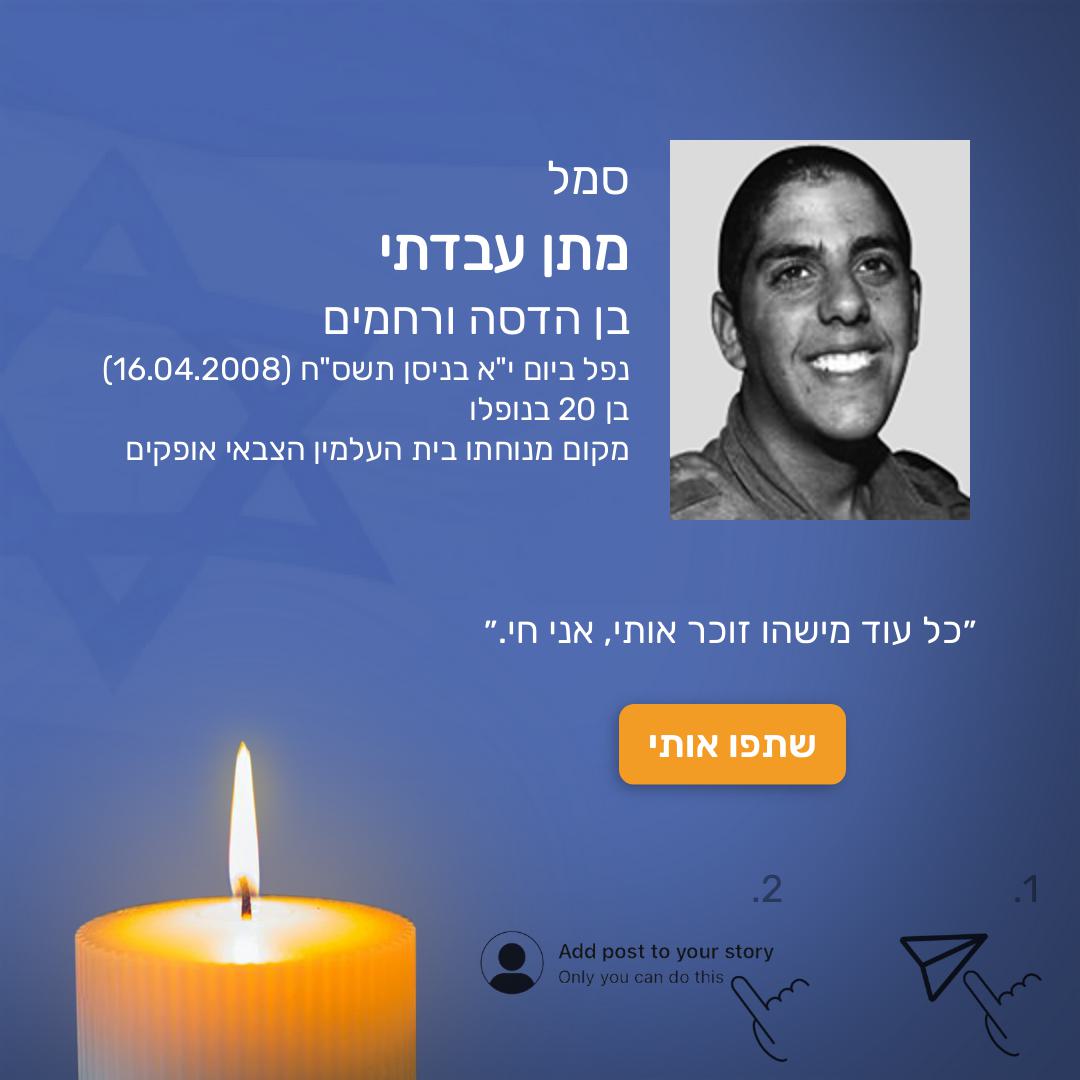 סמל
מתן עבדתי
בן הדסה ורחמים
נפל ביום י"א בניסן תשס"ח (16.04.2008)
בן 20 בנופלו
מקום מנוחתו בית העלמין הצבאי אופקים
״כל עוד מישהו זוכר אותי, אני חי.״
שתפו אותי
1.
2.
Add post to your story
Only you can do this